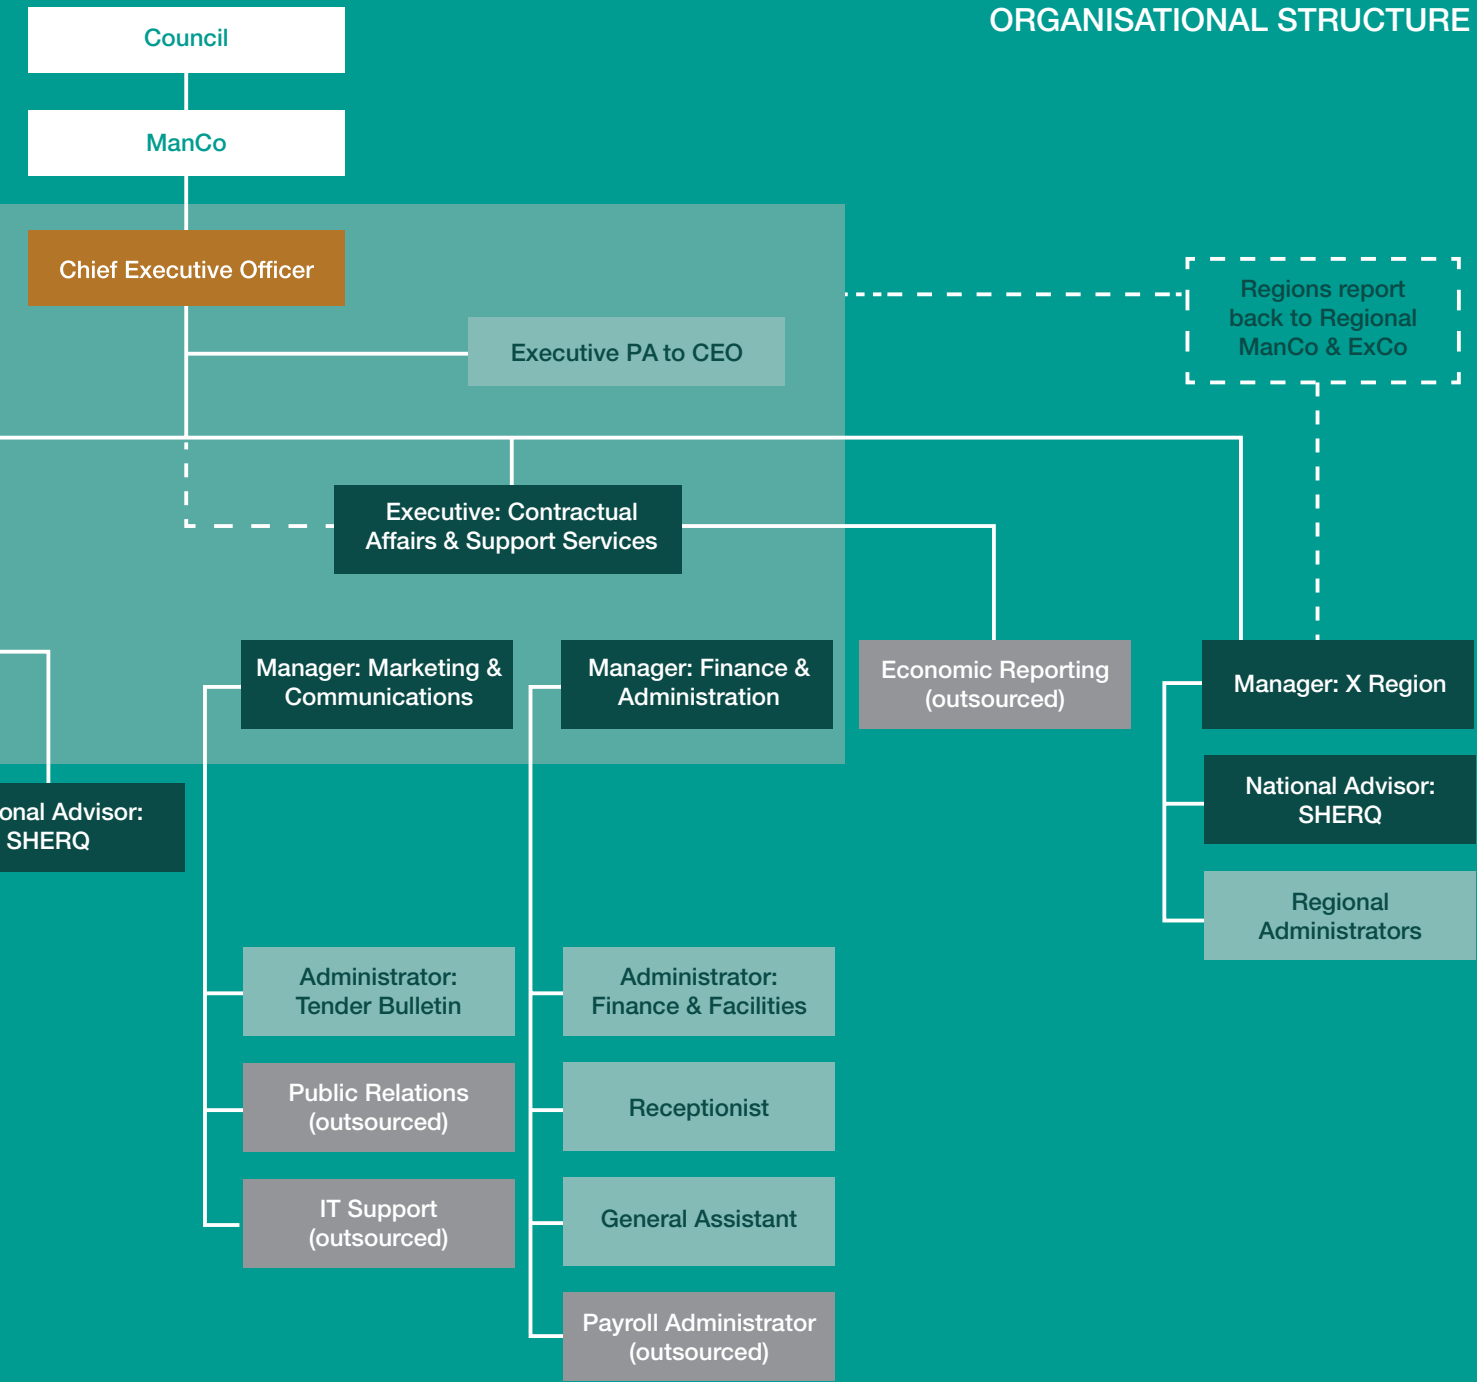 ORGANISATIONAL STRUCTURE
Council
ManCo
Chief Executive Officer
Executive PA to CEO
Regions report
back to Regional
ManCo & ExCo
Executive: Contractual
Affairs & Support Services
Manager: Marketing &
Communications
Manager: Finance &
Administration
Economic Reporting
(outsourced)
Manager: X Region
onal Advisor:
SHERQ
National Advisor:
SHERQ
Regional
Administrators
Administrator:
Tender Bulletin
Administrator:
Finance & Facilities
Public Relations
(outsourced)
Receptionist
IT Support
(outsourced)
General Assistant
Payroll Administrator
(outsourced)